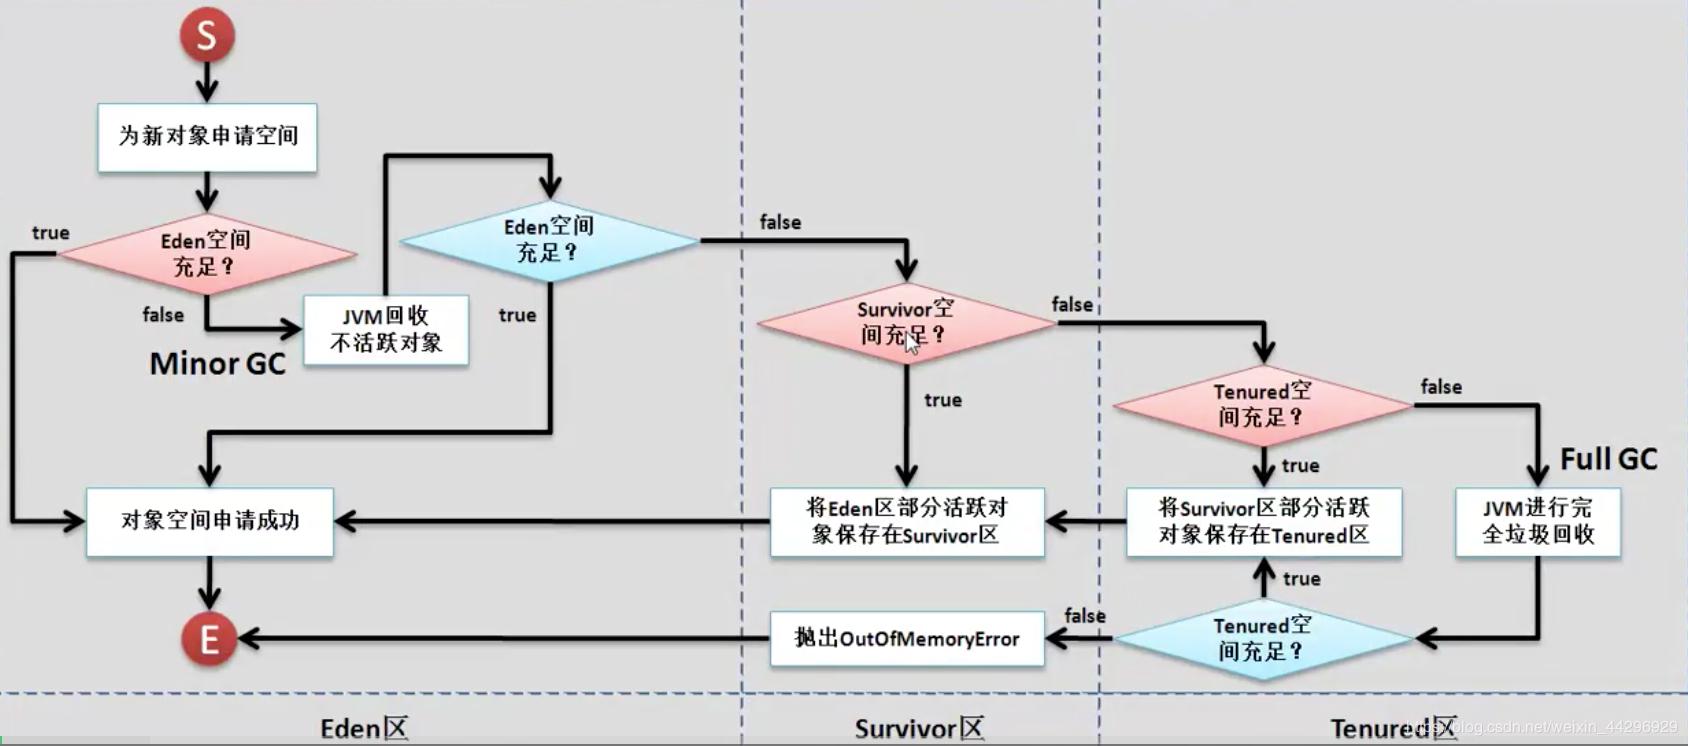 S
为新对象申请空间
true
Eden空间
充足？
false
Minor GC
JVM回收
不活跃对象
Eden空间
充足？
true
false
Survivor空
间充足？
false
true
Tenured空
间充足？
false
true
Full GC
对象空间申请成功
将Eden区部分活跃对
象保存在Survivor区
将Survivor区部分活跃
对象保存在Tenured区
JVM进行完
全垃圾回收
true
E
抛出OutOfMemoryError
false
Tenured空
间充足？
Eden区
Survivor区
Tenured区
https://blog.csdn.net/weixin_44296929